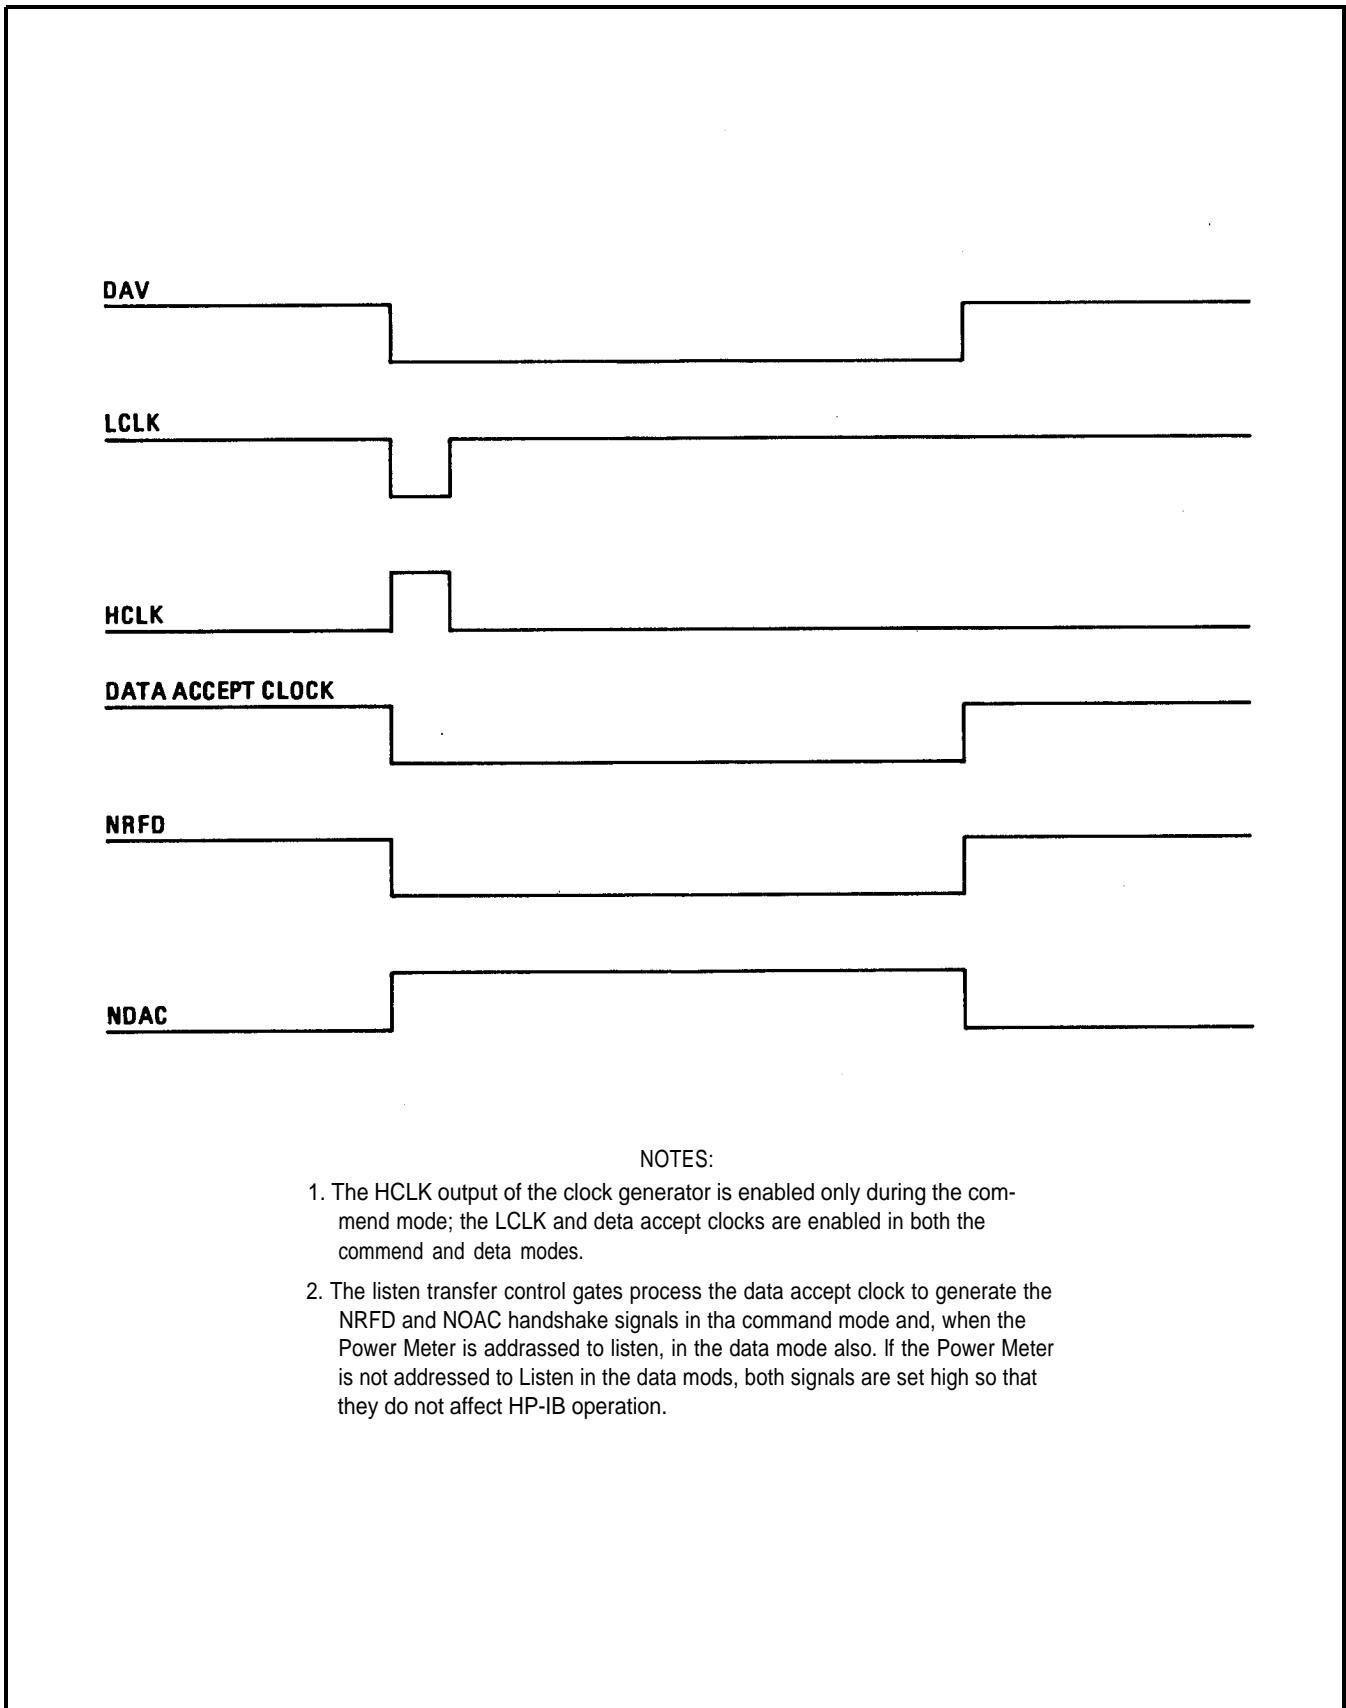 DAV
LCLK
HCLK
DATA ACCEPT CLOCK
NRFD
NDAC
NOTES:
1. The HCLK output of the clock generator is enabled only during the com-
mend mode; the LCLK and deta accept clocks are enabled in both the
commend and deta modes.
2. The listen transfer control gates process the data accept clock to generate the
NRFD and NOAC handshake signals in tha command mode and, when the
Power Meter is addrassed to listen, in the data mode also. If the Power Meter
is not addressed to Listen in the data mods, both signals are set high so that
they do not affect HP-IB operation.